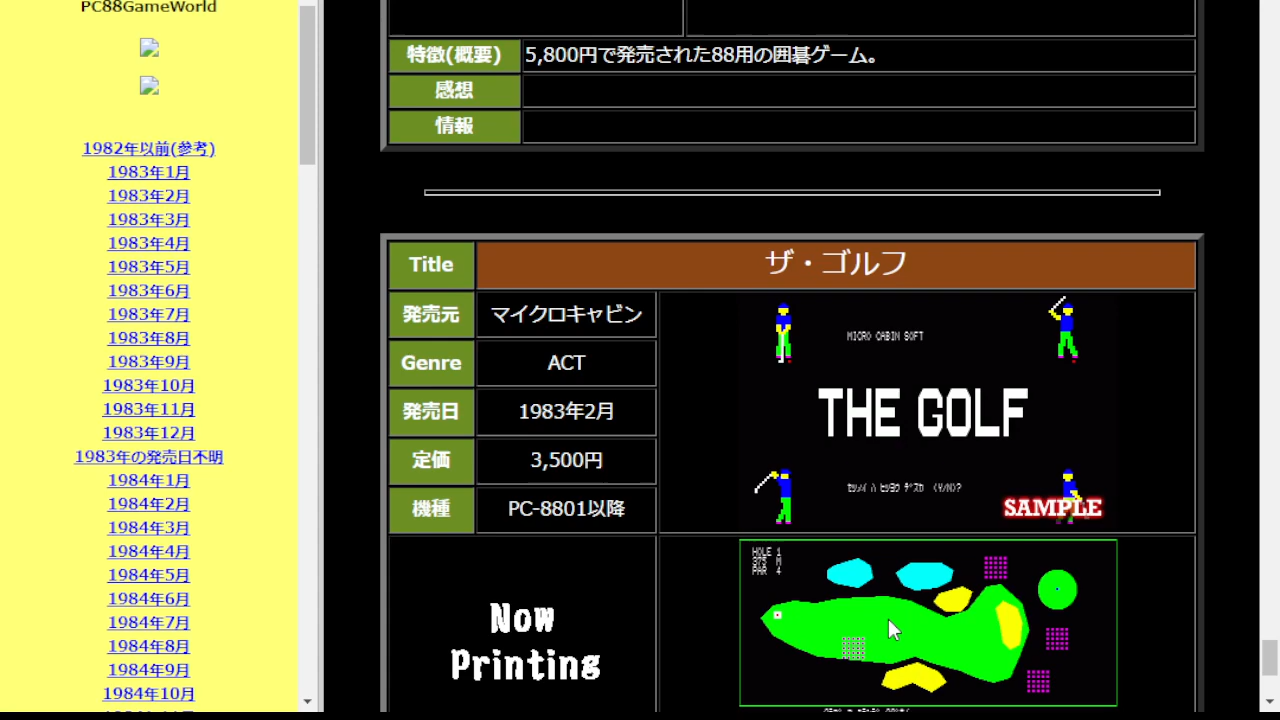 PC88GameWorld
1982年以前(参考)
1983年1月
1983年2月
1983年3月
1983年4月
1983年5月
1983年6月
1983年7月
1983年8月
1983年9月
1983年10月
1983年11月
1983年12月
1983年の発売日不明
1984年1月
1984年2月
1984年3月
1984年4月
1984年5月
1984年6月
1984年7月
1984年8月
1984年9月
1984年10月
特徴(概要) 5,800円で発売された88用の囲碁ゲーム。
感想
情報
Title ザ・ゴルフ
発売元 マイクロキャビン
Genre ACT
発売日 1983年2月
定価 3,500円
機種 PC-8801以降
MICRO CABIN SOFT
THE GOLF
セツメイ ハ ヒツヨウ デスカ (Y/N)?
SAMPLE
Now
Printing
HOLE 1
375 M
PAR 4